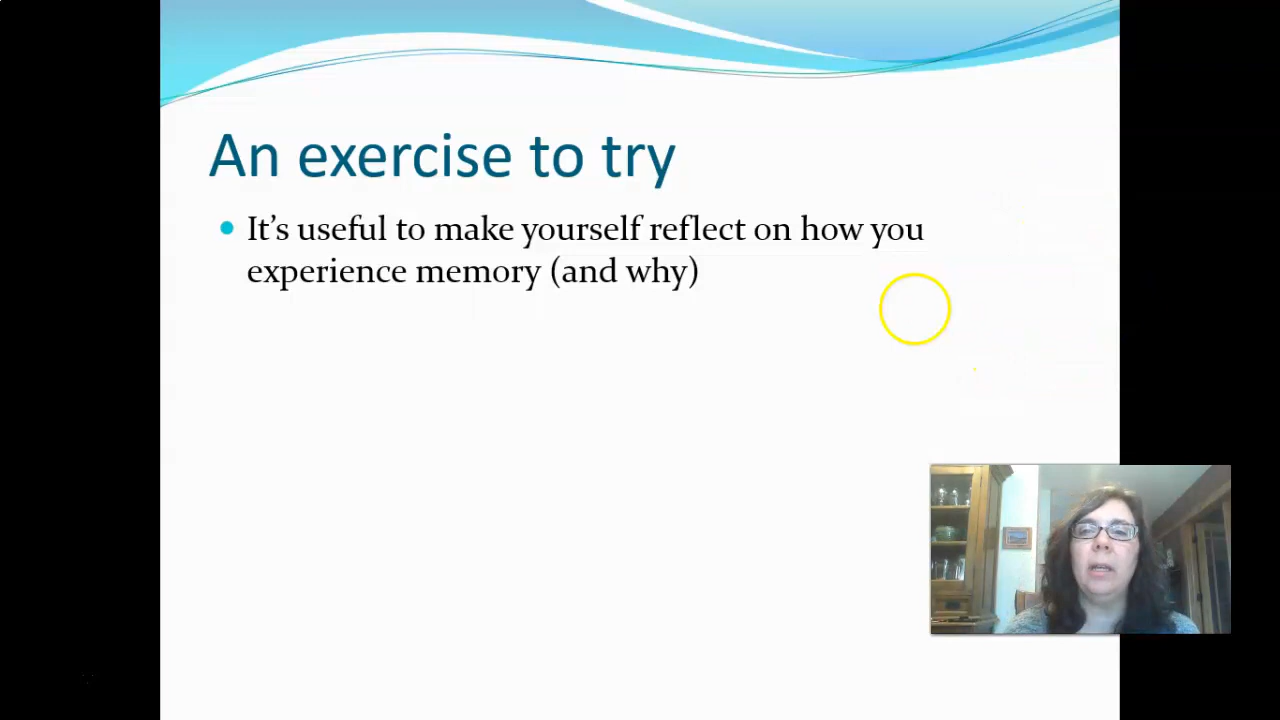 An exercise to try
It’s useful to make yourself reflect on how you
experience memory (and why)